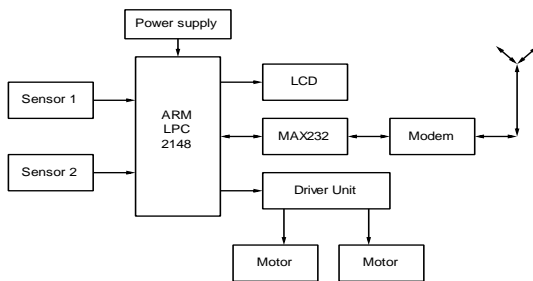 Power supply
Sensor 1
Sensor 2
ARM
LPC
2148
LCD
MAX232
Modem
Driver Unit
Motor
Motor